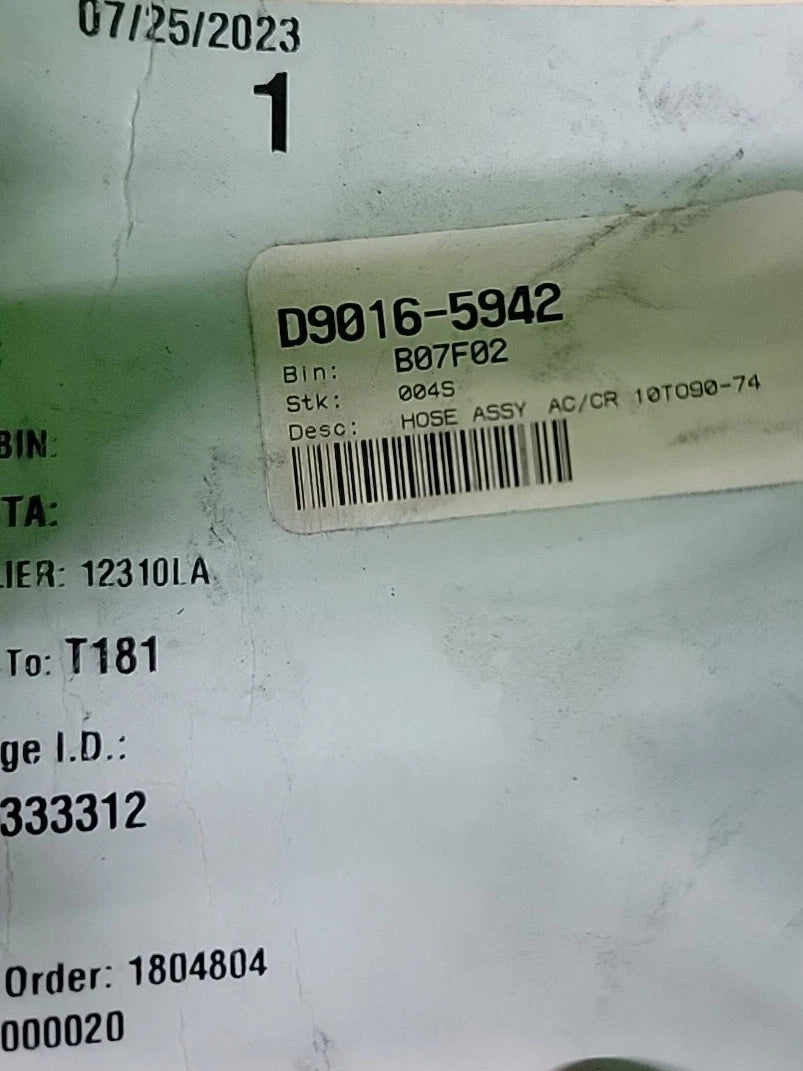 07/25/2023
1
D9016-5942
Bin: B07F02
Stk: 004S
Desc: HOSE ASSY AC/CR 10TO90-74
BIN:
TA:
LIER: 12310LA
To: T181
ge I.D.:
333312
Order: 1804804
000020